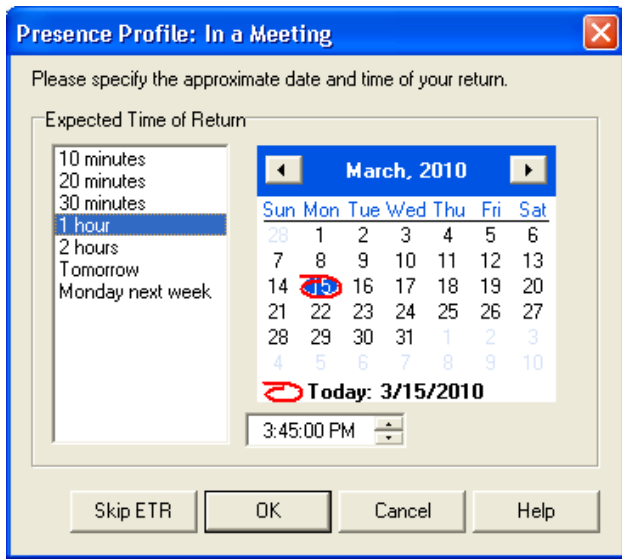 Presence Profile: In a Meeting
Please specify the approximate date and time of your return.
Expected Time of Return
10 minutes
20 minutes
30 minutes
1 hour
2 hours
Tomorrow
Monday next week
March, 2010
Sun Mon Tue Wed Thu Fri Sat
28 1 2 3 4 5 6
7 8 9 10 11 12 13
14 15 16 17 18 19 20
21 22 23 24 25 26 27
28 29 30 31 1 2 3
4 5 6 7 8 9 10
Today: 3/15/2010
3:45:00 PM
Skip ETR OK Cancel Help